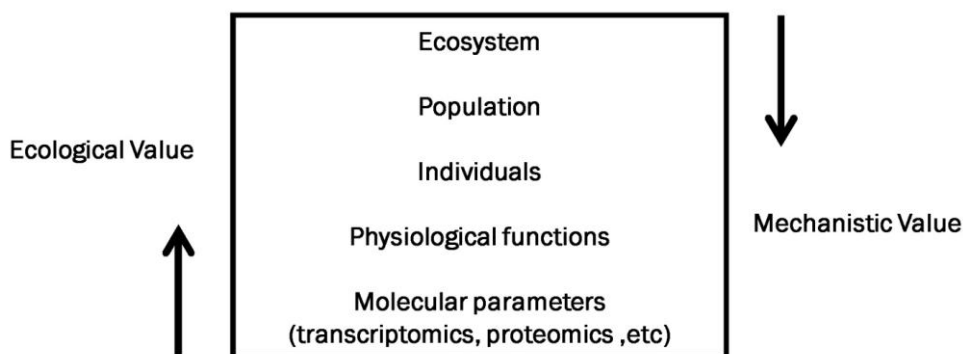 Ecosystem
Population
Ecological Value
Individuals
Mechanistic Value
Physiological functions
Molecular parameters
(transcriptomics, proteomics ,etc)